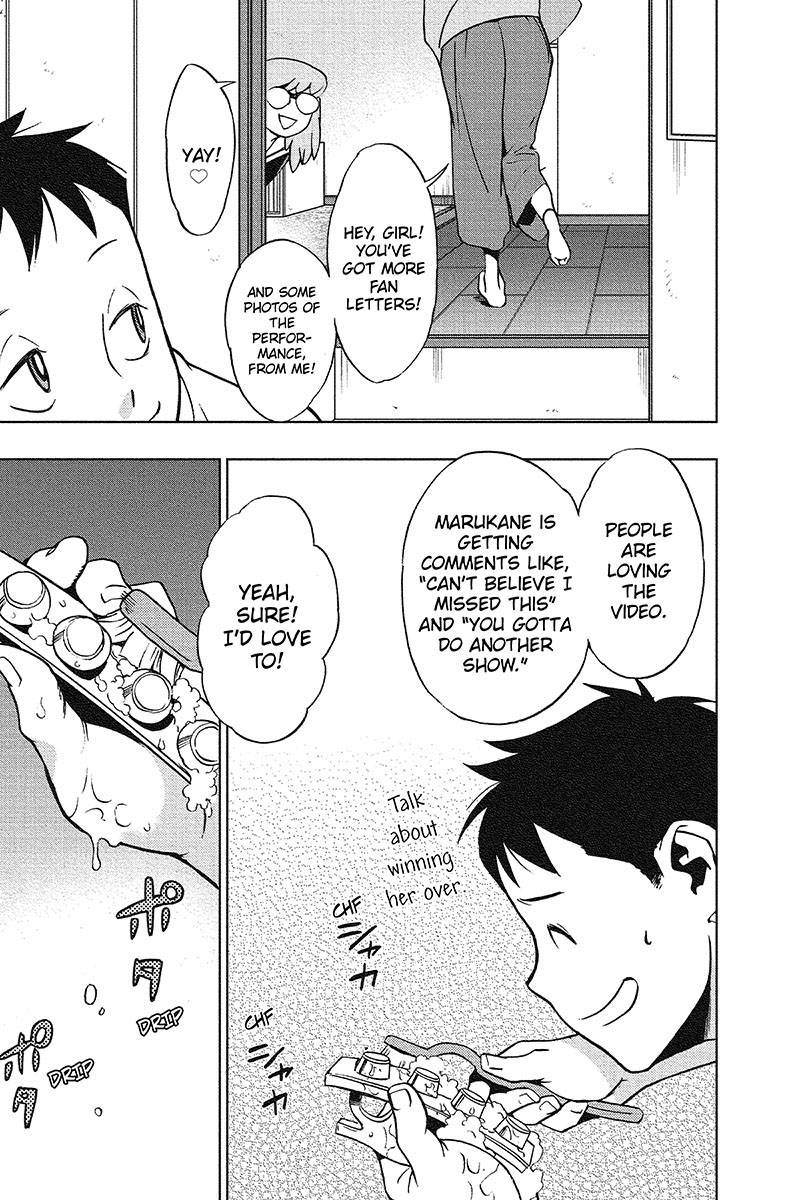 HEY, GIRL!
YOU'VE
GOT MORE
FAN
LETTERS!
AND SOME
PHOTOS OF
THE
PERFOR-
MANCE,
FROM ME!
YAY!
♡
PEOPLE
ARE
LOVING
THE
VIDEO.
MARUKANE IS
GETTING
COMMENTS LIKE,
"CAN'T BELIEVE I
MISSED THIS"
AND "YOU GOTTA
DO ANOTHER
SHOW."
Talk
about
winning
her over.
YEAH,
SURE!
I'D LOVE
TO!
CHF
シャカ
CHF
シャカ
ポタ
DRIP
ポタ
DRIP